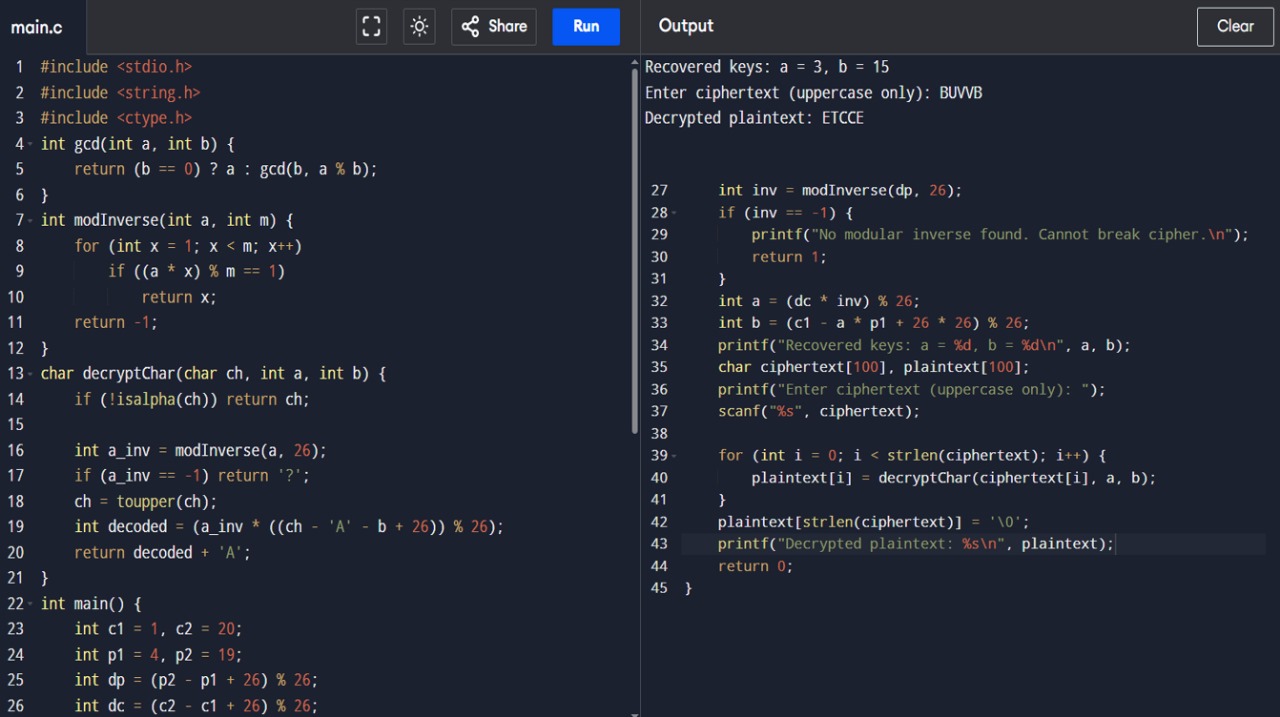 main.c
Share
Run
Output
Clear
1 #include <stdio.h>
2 #include <string.h>
3 #include <ctype.h>
4 int gcd(int a, int b) {
5     return (b == 0) ? a : gcd(b, a % b);
6 }
7 int modInverse(int a, int m) {
8     for (int x = 1; x < m; x++)
9         if ((a * x) % m == 1)
10             return x;
11     return -1;
12 }
13 char decryptChar(char ch, int a, int b) {
14     if (!isalpha(ch)) return ch;
15
16     int a_inv = modInverse(a, 26);
17     if (a_inv == -1) return '?';
18     ch = toupper(ch);
19     int decoded = (a_inv * ((ch - 'A' - b + 26)) % 26);
20     return decoded + 'A';
21 }
22 int main() {
23     int c1 = 1, c2 = 20;
24     int p1 = 4, p2 = 19;
25     int dp = (p2 - p1 + 26) % 26;
26     int dc = (c2 - c1 + 26) % 26;
Recovered keys: a = 3, b = 15
Enter ciphertext (uppercase only): BUVVB
Decrypted plaintext: ETCCE
27     int inv = modInverse(dp, 26);
28     if (inv == -1) {
29         printf("No modular inverse found. Cannot break cipher.\n");
30         return 1;
31     }
32     int a = (dc * inv) % 26;
33     int b = (c1 - a * p1 + 26 * 26) % 26;
34     printf("Recovered keys: a = %d, b = %d\n", a, b);
35     char ciphertext[100], plaintext[100];
36     printf("Enter ciphertext (uppercase only): ");
37     scanf("%s", ciphertext);
38
39     for (int i = 0; i < strlen(ciphertext); i++) {
40         plaintext[i] = decryptChar(ciphertext[i], a, b);
41     }
42     plaintext[strlen(ciphertext)] = '\0';
43     printf("Decrypted plaintext: %s\n", plaintext);
44     return 0;
45 }